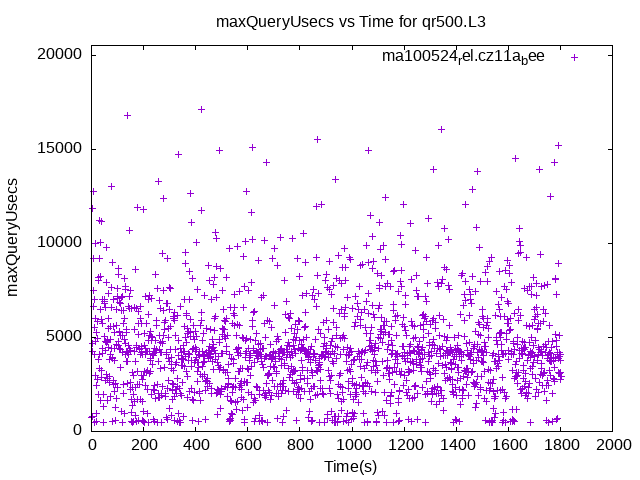 maxQueryUsecs vs Time for qr500.L3
ma100524rel.cz11abee
20000
15000
10000
5000
0
maxQueryUsecs
0 200 400 600 800 1000 1200 1400 1600 1800 2000
Time(s)